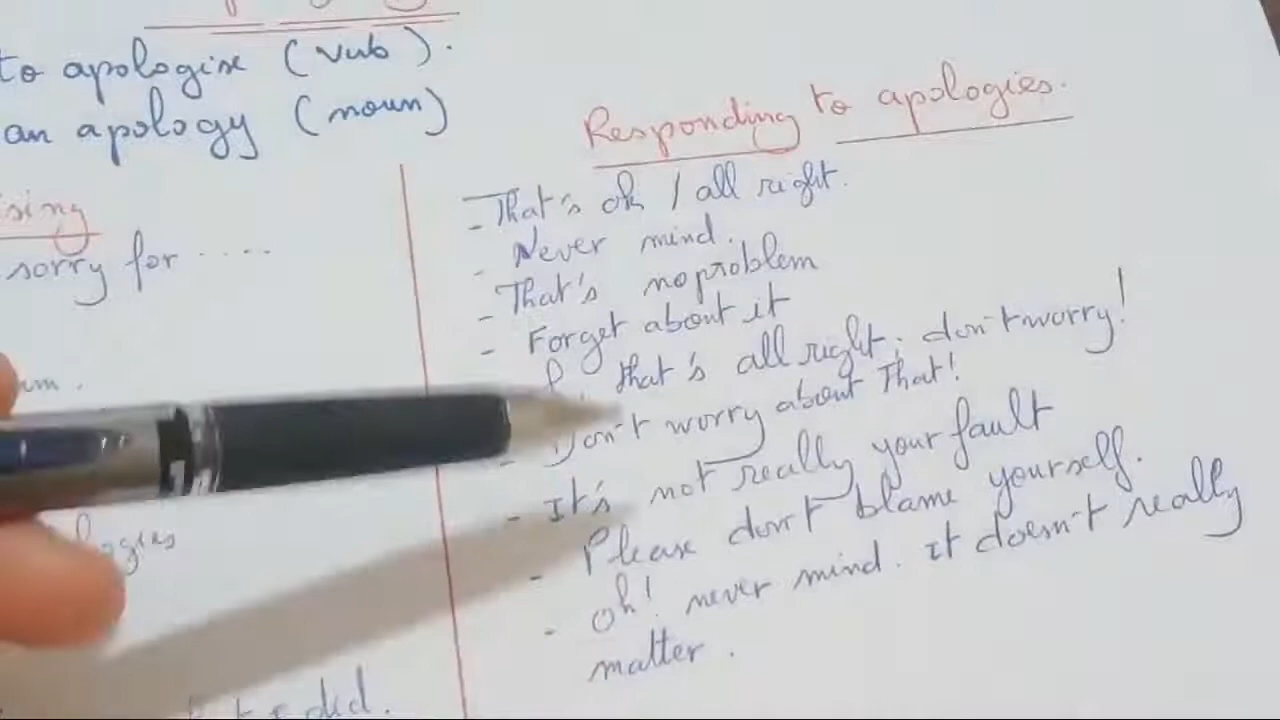 to apologise (verb).
an apology (noun)
sorry for .....
Responding to apologies.
- That's ok / all right.
- Never mind.
- That's no problem
- Forget about it
that's all right. don't worry!
- Don't worry about that!
- It's not really your fault
- Please don't blame yourself.
- oh! never mind. it doesn't really
matter.
did.